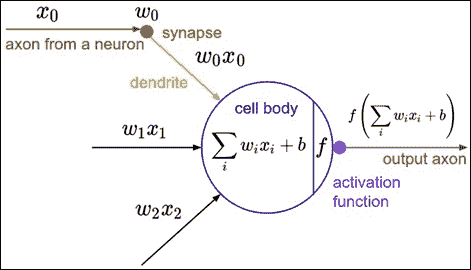 x₀ w₀
axon from a neuron synapse
w₀x₀
dendrite
cell body
w₁x₁
∑ᵢ wᵢxᵢ + b f
f(∑ᵢ wᵢxᵢ + b)
output axon
activation
function
w₂x₂